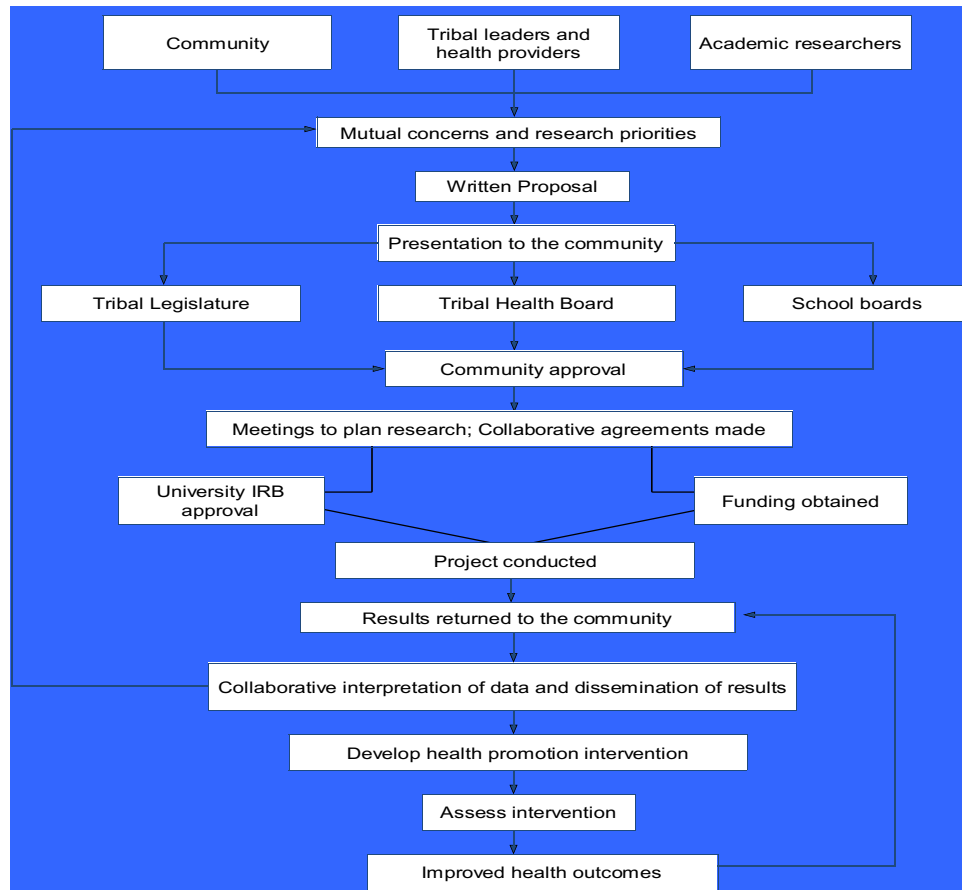 Community
Tribal leaders and
health providers
Academic researchers
Mutual concerns and research priorities
Written Proposal
Presentation to the community
Tribal Legislature
Tribal Health Board
School boards
Community approval
Meetings to plan research; Collaborative agreements made
University IRB
approval
Funding obtained
Project conducted
Results returned to the community
Collaborative interpretation of data and dissemination of results
Develop health promotion intervention
Assess intervention
Improved health outcomes